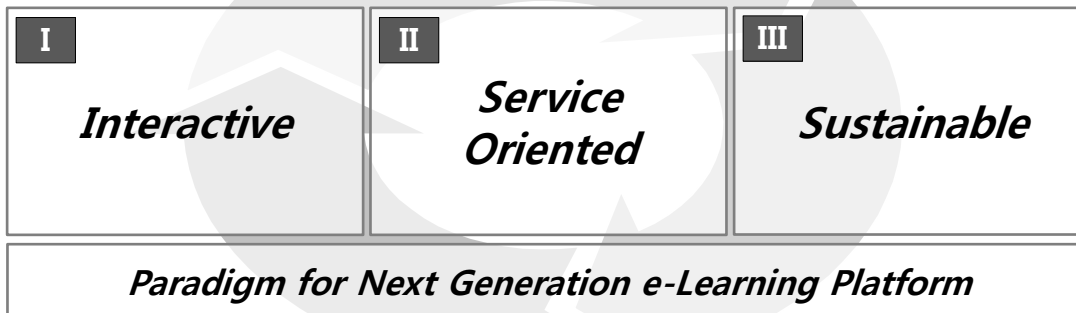 I
Interactive
II
Service
Oriented
III
Sustainable
Paradigm for Next Generation e-Learning Platform